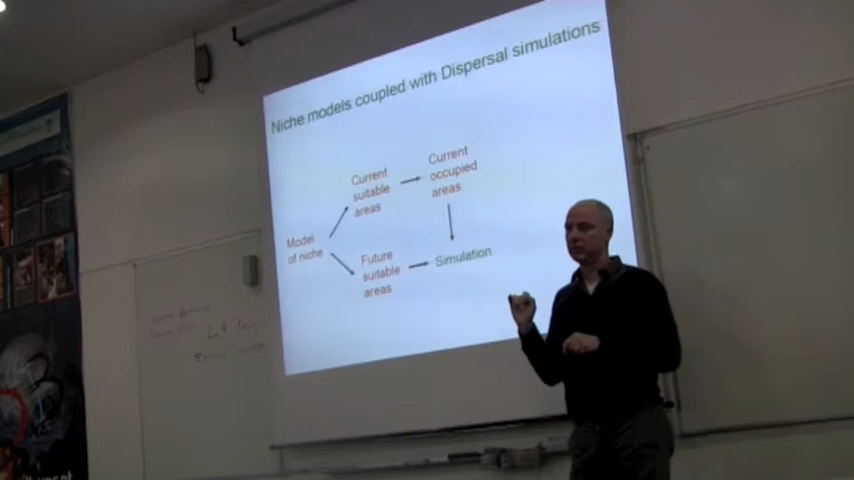 Niche models coupled with Dispersal simulations
Current
suitable
areas
Current
occupied
areas
Model
of niche
Future
suitable
areas
Simulation